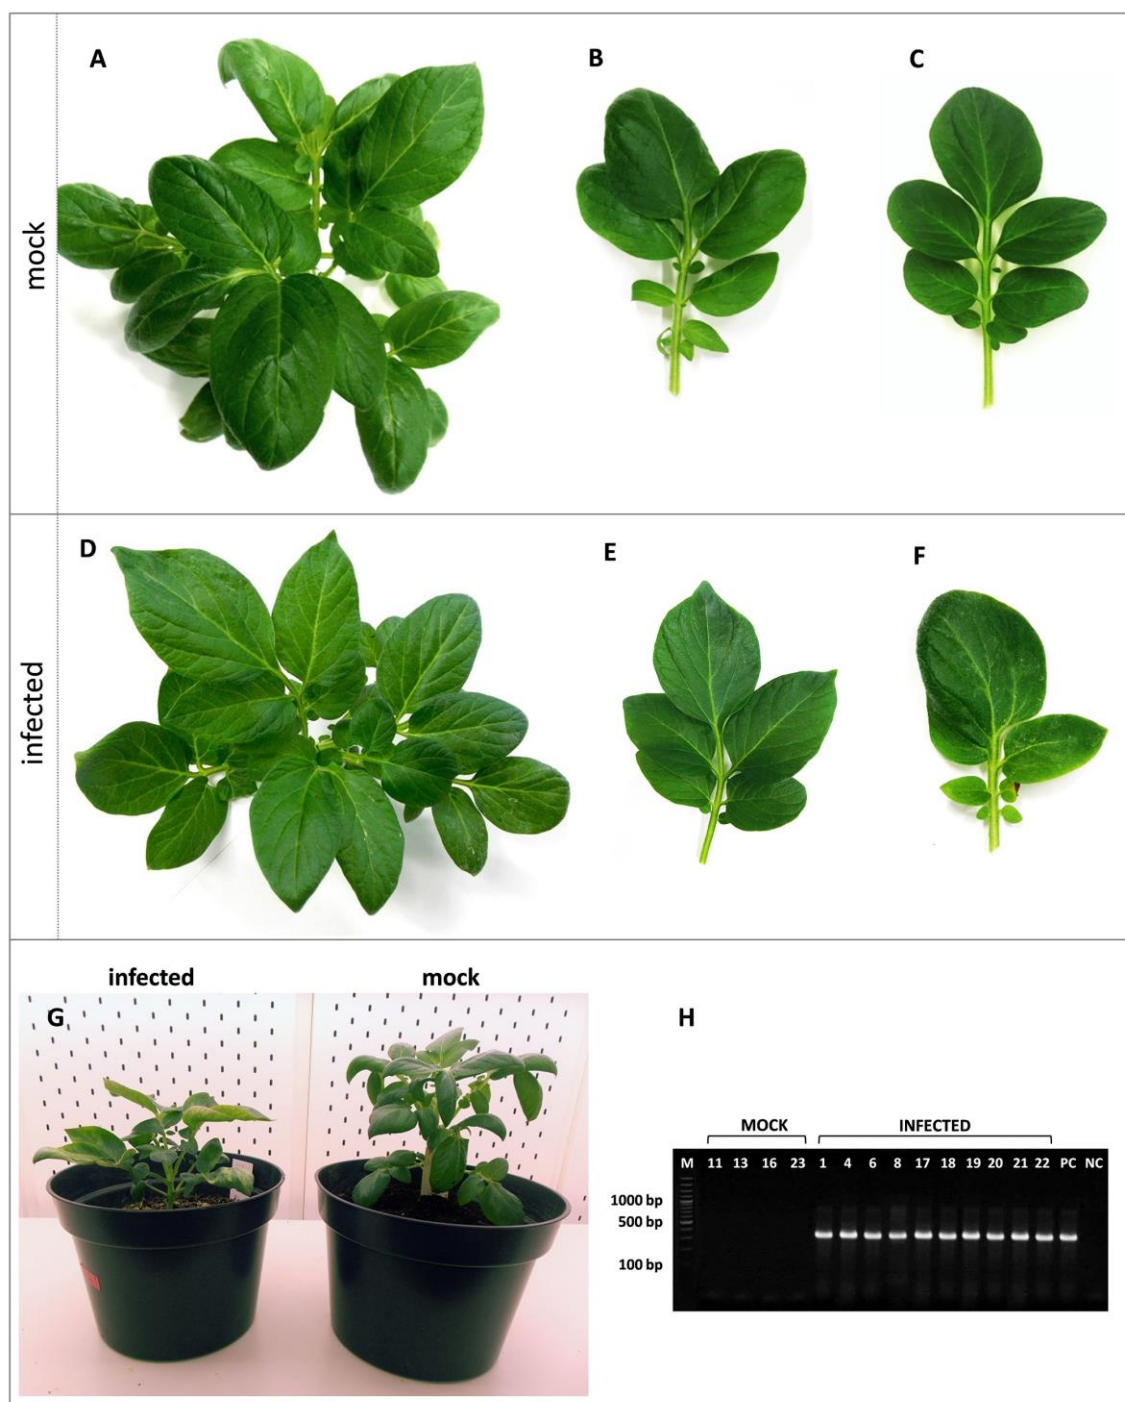 mock
A
B
C
infected
D
E
F
infected
mock
G
H
MOCK
INFECTED
M 11 13 16 23 1 4 6 8 17 18 19 20 21 22 PC NC
1000 bp
500 bp
100 bp